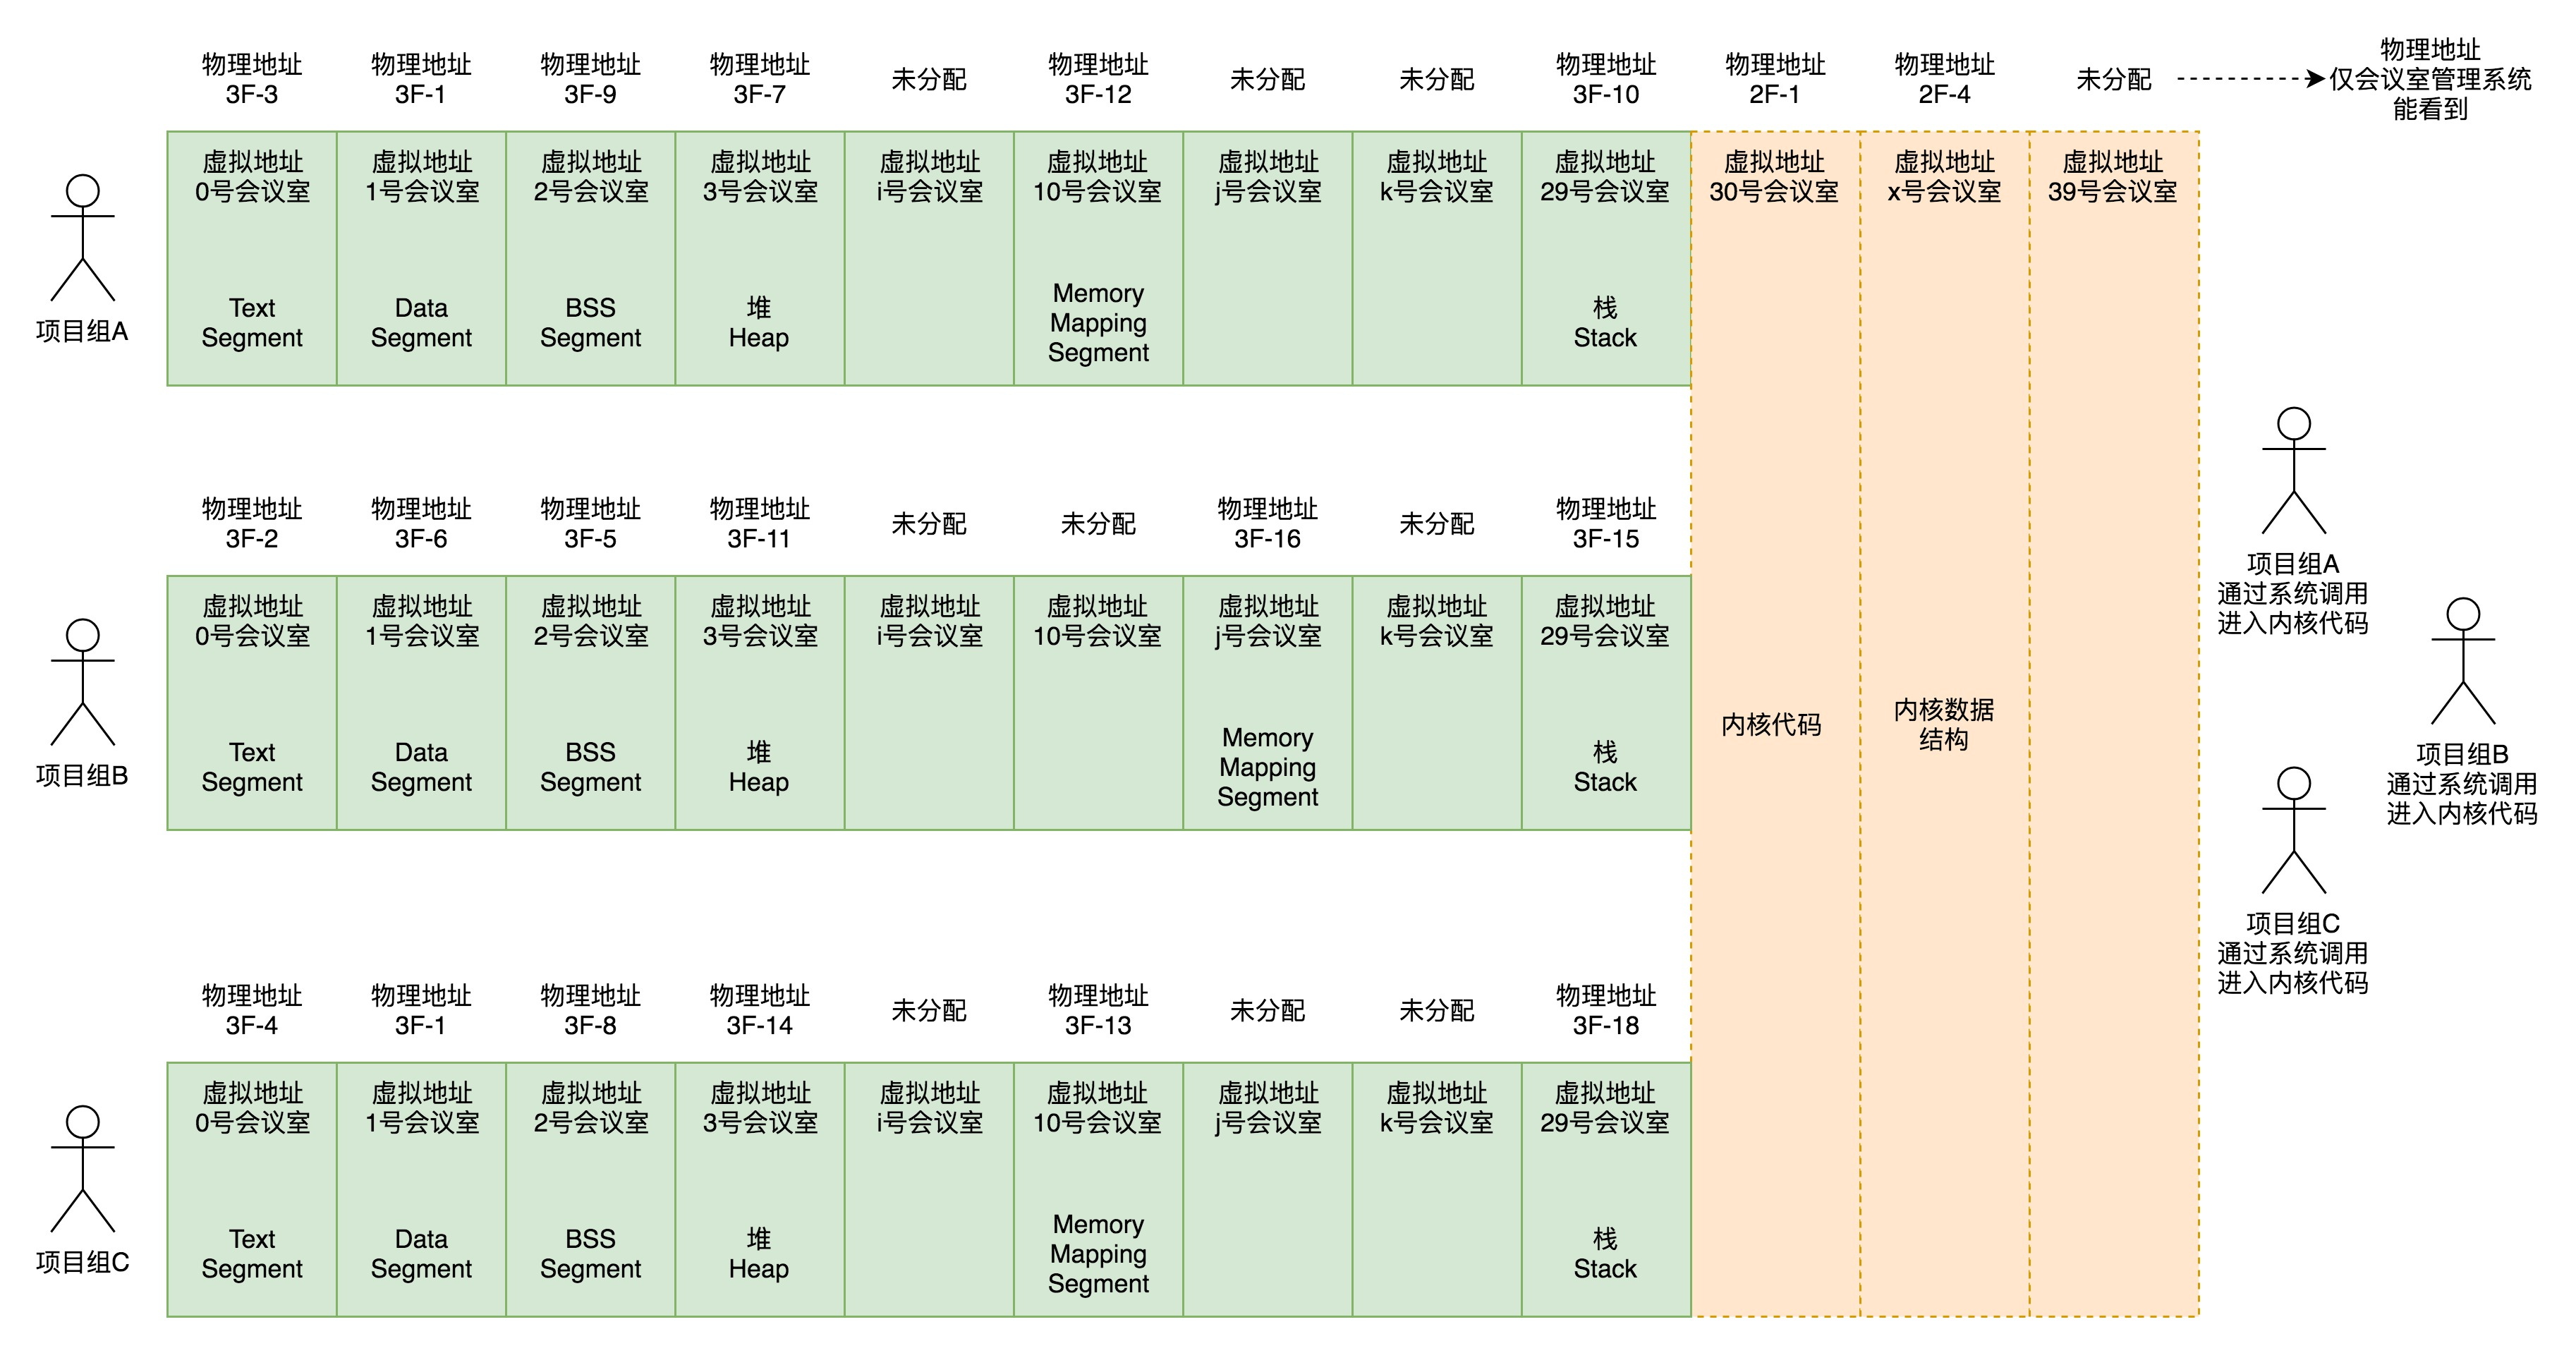 物理地址
3F-3
物理地址
3F-1
物理地址
3F-9
物理地址
3F-7
未分配
物理地址
3F-12
未分配
未分配
物理地址
3F-10
物理地址
2F-1
物理地址
2F-4
未分配
物理地址
仅会议室管理系统
能看到
虚拟地址
0号会议室
虚拟地址
1号会议室
虚拟地址
2号会议室
虚拟地址
3号会议室
虚拟地址
i号会议室
虚拟地址
10号会议室
虚拟地址
j号会议室
虚拟地址
k号会议室
虚拟地址
29号会议室
虚拟地址
30号会议室
虚拟地址
x号会议室
虚拟地址
39号会议室
项目组A
Text
Segment
Data
Segment
BSS
Segment
堆
Heap
Memory
Mapping
Segment
栈
Stack
物理地址
3F-2
物理地址
3F-6
物理地址
3F-5
物理地址
3F-11
未分配
未分配
物理地址
3F-16
未分配
物理地址
3F-15
项目组A
通过系统调用
进入内核代码
虚拟地址
0号会议室
虚拟地址
1号会议室
虚拟地址
2号会议室
虚拟地址
3号会议室
虚拟地址
i号会议室
虚拟地址
10号会议室
虚拟地址
j号会议室
虚拟地址
k号会议室
虚拟地址
29号会议室
项目组B
Text
Segment
Data
Segment
BSS
Segment
堆
Heap
Memory
Mapping
Segment
栈
Stack
内核代码
内核数据
结构
项目组B
通过系统调用
进入内核代码
项目组C
通过系统调用
进入内核代码
物理地址
3F-4
物理地址
3F-1
物理地址
3F-8
物理地址
3F-14
未分配
物理地址
3F-13
未分配
未分配
物理地址
3F-18
虚拟地址
0号会议室
虚拟地址
1号会议室
虚拟地址
2号会议室
虚拟地址
3号会议室
虚拟地址
i号会议室
虚拟地址
10号会议室
虚拟地址
j号会议室
虚拟地址
k号会议室
虚拟地址
29号会议室
项目组C
Text
Segment
Data
Segment
BSS
Segment
堆
Heap
Memory
Mapping
Segment
栈
Stack